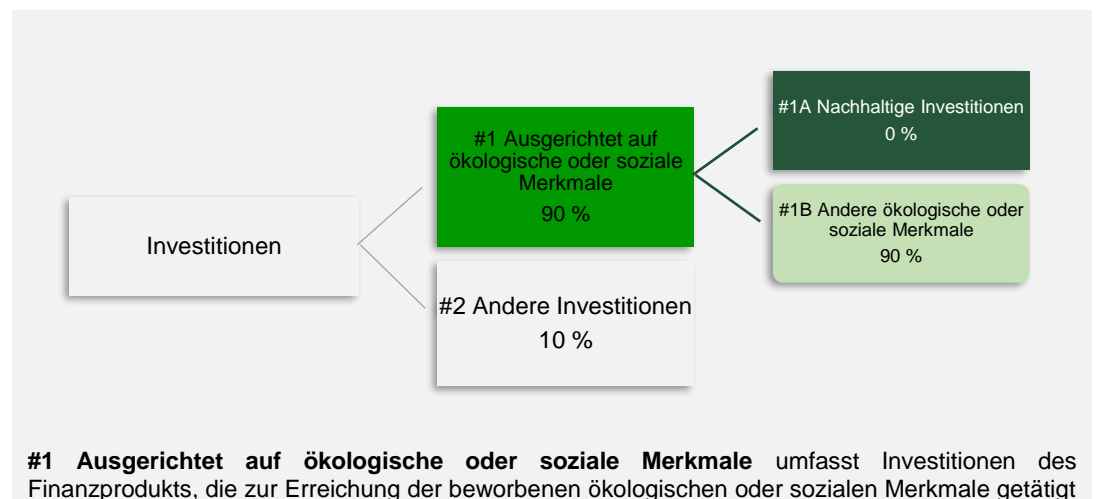 #1A Nachhaltige Investitionen
0 %
#1 Ausgerichtet auf
ökologische oder soziale
Merkmale
90 %
#1B Andere ökologische oder
soziale Merkmale
90 %
Investitionen
#2 Andere Investitionen
10 %
#1 Ausgerichtet auf ökologische oder soziale Merkmale umfasst Investitionen des
Finanzprodukts, die zur Erreichung der beworbenen ökologischen oder sozialen Merkmale getätigt